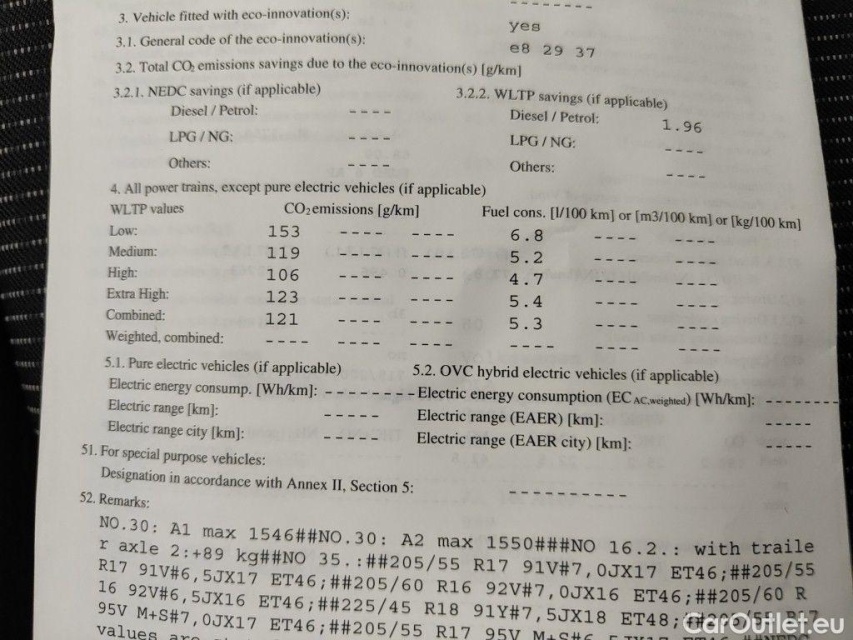 3. Vehicle fitted with eco-innovation(s): yes
3.1. General code of the eco-innovation(s): e8 29 37
3.2. Total CO2 emissions savings due to the eco-innovation(s) [g/km]
3.2.1. NEDC savings (if applicable) 3.2.2. WLTP savings (if applicable)
Diesel / Petrol: ---- Diesel / Petrol: 1.96
LPG / NG: ---- LPG / NG: ----
Others: ---- Others: ----
4. All power trains, except pure electric vehicles (if applicable)
WLTP values CO2 emissions [g/km] Fuel cons. [l/100 km] or [m3/100 km] or [kg/100 km]
Low: 153 ---- ---- 6.8 ---- ----
Medium: 119 ---- ---- 5.2 ---- ----
High: 106 ---- ---- 4.7 ---- ----
Extra High: 123 ---- ---- 5.4 ---- ----
Combined: 121 ---- ---- 5.3 ---- ----
Weighted, combined: ---- ---- ---- ---- ---- ----
5.1. Pure electric vehicles (if applicable) 5.2. OVC hybrid electric vehicles (if applicable)
Electric energy consump. [Wh/km]: -------- Electric energy consumption (EC AC,weighted) [Wh/km]: --------
Electric range [km]: ----- Electric range (EAER) [km]: -----
Electric range city [km]: ----- Electric range (EAER city) [km]: -----
51. For special purpose vehicles:
Designation in accordance with Annex II, Section 5: ----------
52. Remarks:
NO.30: A1 max 1546##NO.30: A2 max 1550###NO 16.2.: with traile
r axle 2:+89 kg##NO 35.:##205/55 R17 91V#7,0JX17 ET46;##205/55
R17 91V#6,5JX17 ET46;##205/60 R16 92V#7,0JX16 ET46;##205/60 R
16 92V#6,5JX16 ET46;##225/45 R18 91Y#7,5JX18 ET48;##205/55 R17
95V M+S#7,0JX17 ET46;##205/55 R17 95V M+S#6
values are
CarOutlet.eu